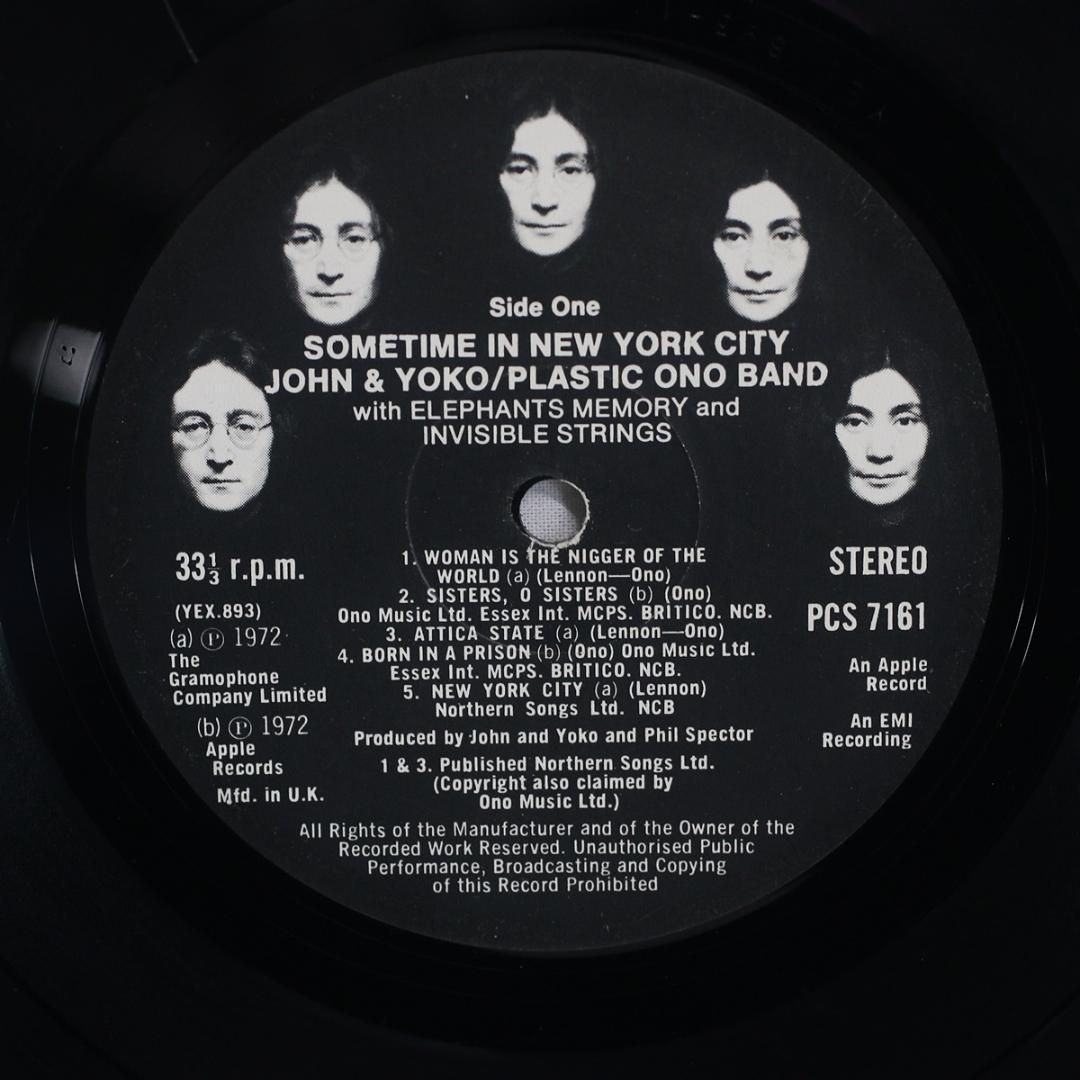 Side One
SOMETIME IN NEW YORK CITY
JOHN & YOKO/PLASTIC ONO BAND
with ELEPHANTS MEMORY and
INVISIBLE STRINGS
33⅓ r.p.m.
(YEX.893)
(a) Ⓟ 1972
The
Gramophone
Company Limited
(b) Ⓟ 1972
Apple
Records
Mfd. in U.K.
1. WOMAN IS THE NIGGER OF THE
WORLD (a) (Lennon—Ono)
2. SISTERS, O SISTERS (b) (Ono)
Ono Music Ltd. Essex Int. MCPS. BRITICO. NCB.
3. ATTICA STATE (a) (Lennon—Ono)
4. BORN IN A PRISON (b) (Ono) Ono Music Ltd.
Essex Int. MCPS. BRITICO. NCB.
5. NEW YORK CITY (a) (Lennon)
Northern Songs Ltd. NCB
Produced by John and Yoko and Phil Spector
1 & 3. Published Northern Songs Ltd.
(Copyright also claimed by
Ono Music Ltd.)
STEREO
PCS 7161
An Apple
Record
An EMI
Recording
All Rights of the Manufacturer and of the Owner of the
Recorded Work Reserved. Unauthorised Public
Performance, Broadcasting and Copying
of this Record Prohibited